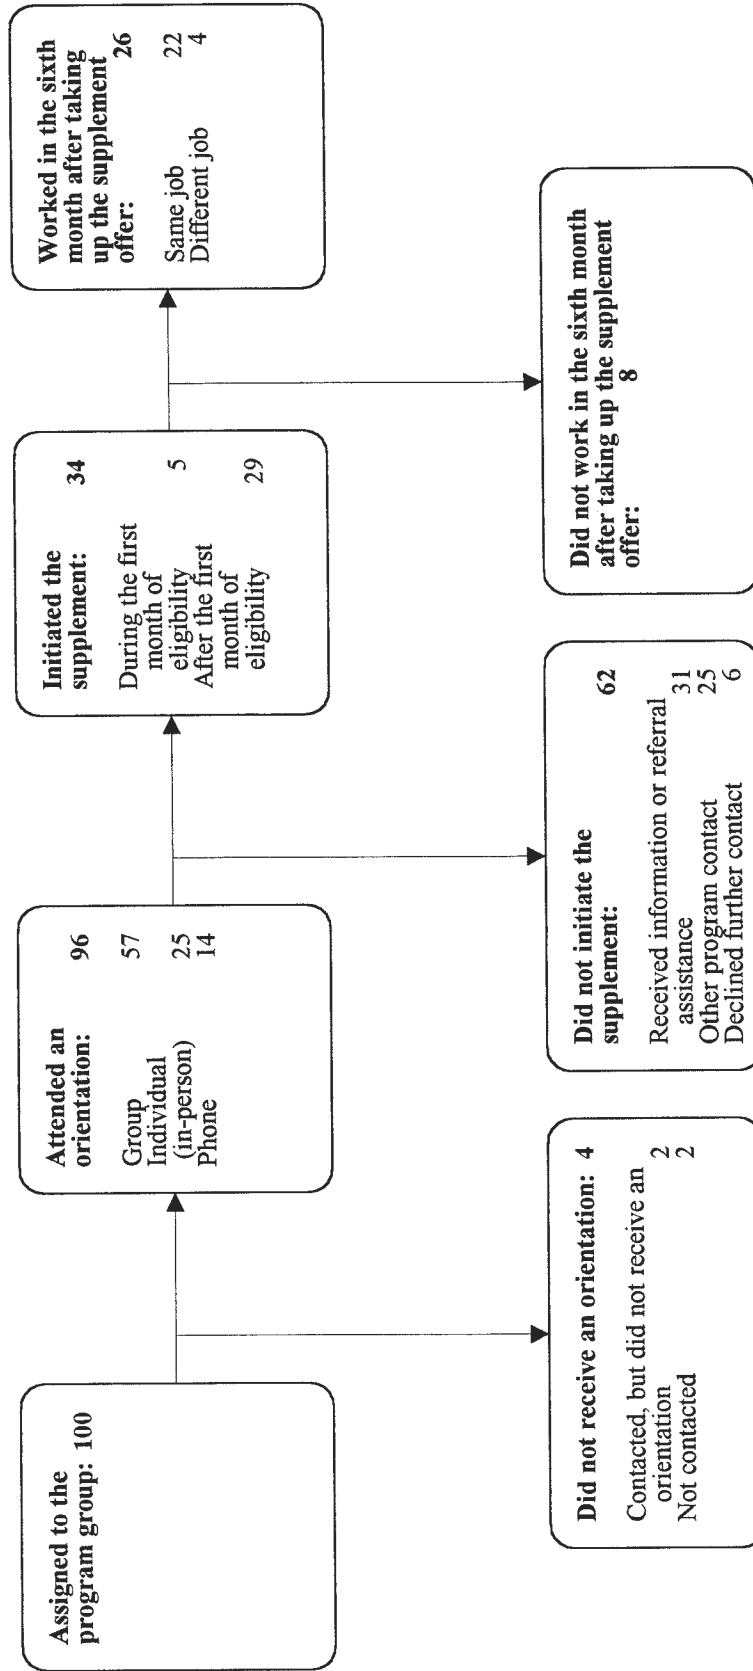 Assigned to the
program group: 100
Attended an
orientation: 96
Group 57
Individual
(in-person) 25
Phone 14
Initiated the
supplement: 34
During the first
month of
eligibility 5
After the first
month of
eligibility 29
Worked in the sixth
month after taking
up the supplement
offer: 26
Same job 22
Different job 4
Did not receive an orientation: 4
Contacted, but did not receive an
orientation 2
Not contacted 2
Did not initiate the
supplement: 62
Received information or referral
assistance 31
Other program contact 25
Declined further contact 6
Did not work in the sixth month
after taking up the supplement
offer: 8